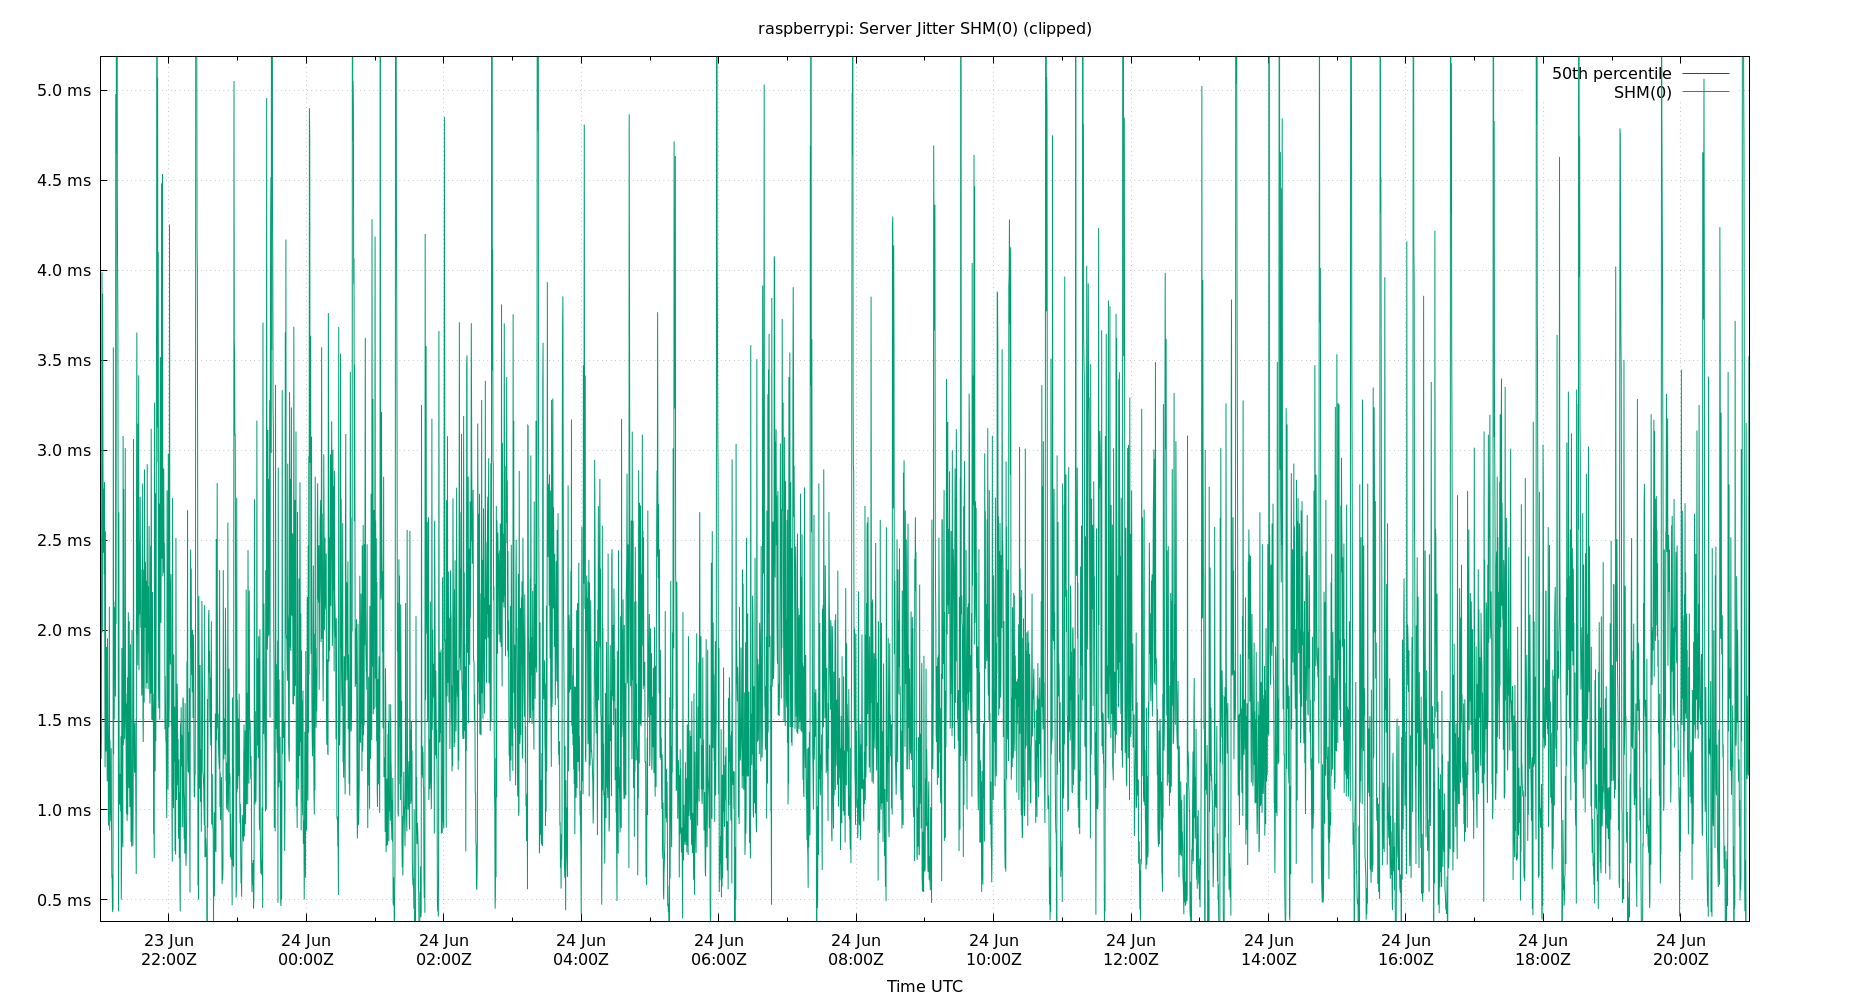 raspberrypi: Server Jitter SHM(0) (clipped)
50th percentile
SHM(0)
5.0 ms
4.5 ms
4.0 ms
3.5 ms
3.0 ms
2.5 ms
2.0 ms
1.5 ms
1.0 ms
0.5 ms
23 Jun 24 Jun 24 Jun 24 Jun 24 Jun 24 Jun 24 Jun 24 Jun 24 Jun 24 Jun 24 Jun 24 Jun
22:00Z 00:00Z 02:00Z 04:00Z 06:00Z 08:00Z 10:00Z 12:00Z 14:00Z 16:00Z 18:00Z 20:00Z
Time UTC